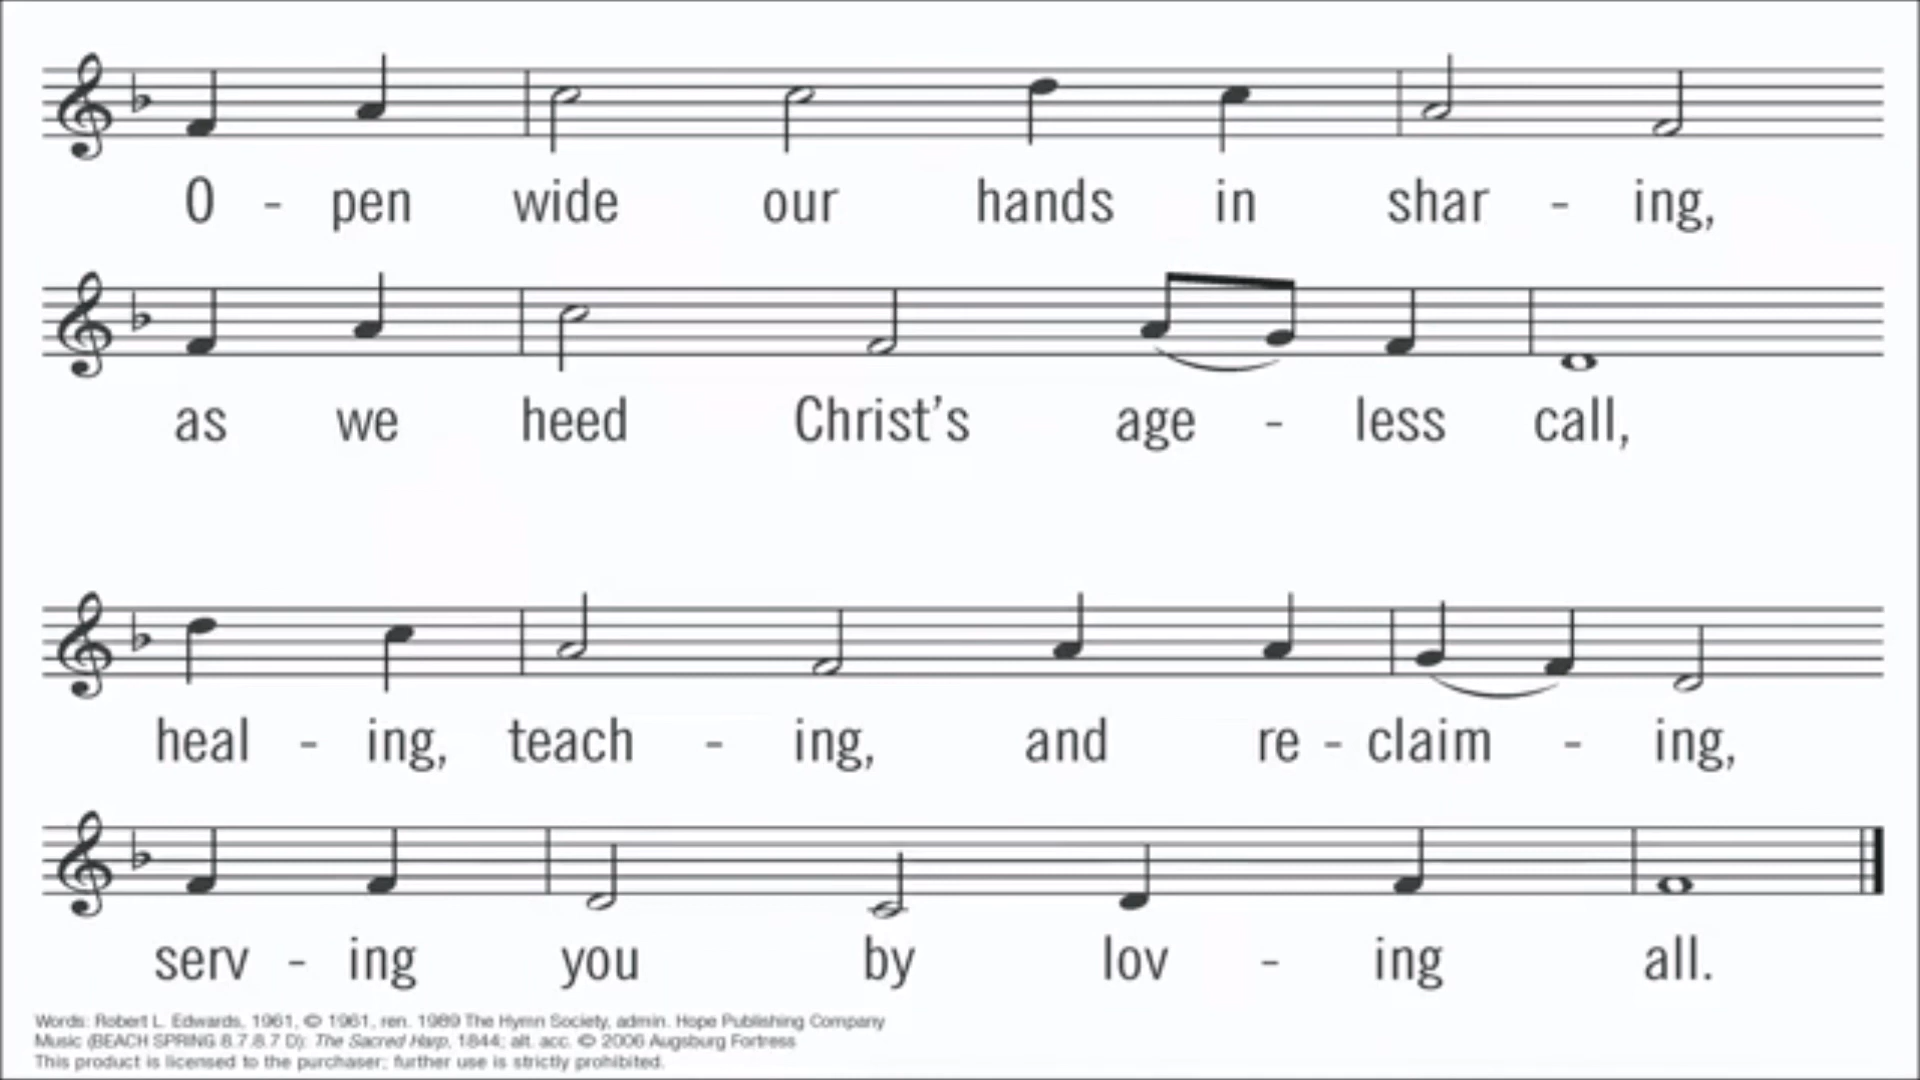 O - pen wide our hands in shar - ing,
as we heed Christ's age - less call,
heal - ing, teach - ing, and re - claim - ing,
serv - ing you by lov - ing all.
Words: Robert L. Edwards, 1961, © 1961, ren. 1989 The Hymn Society, admin. Hope Publishing Company
Music (BEACH SPRING 8.7.8.7 D): The Sacred Harp, 1844; alt. acc. © 2006 Augsburg Fortress
This product is licensed to the purchaser; further use is strictly prohibited.